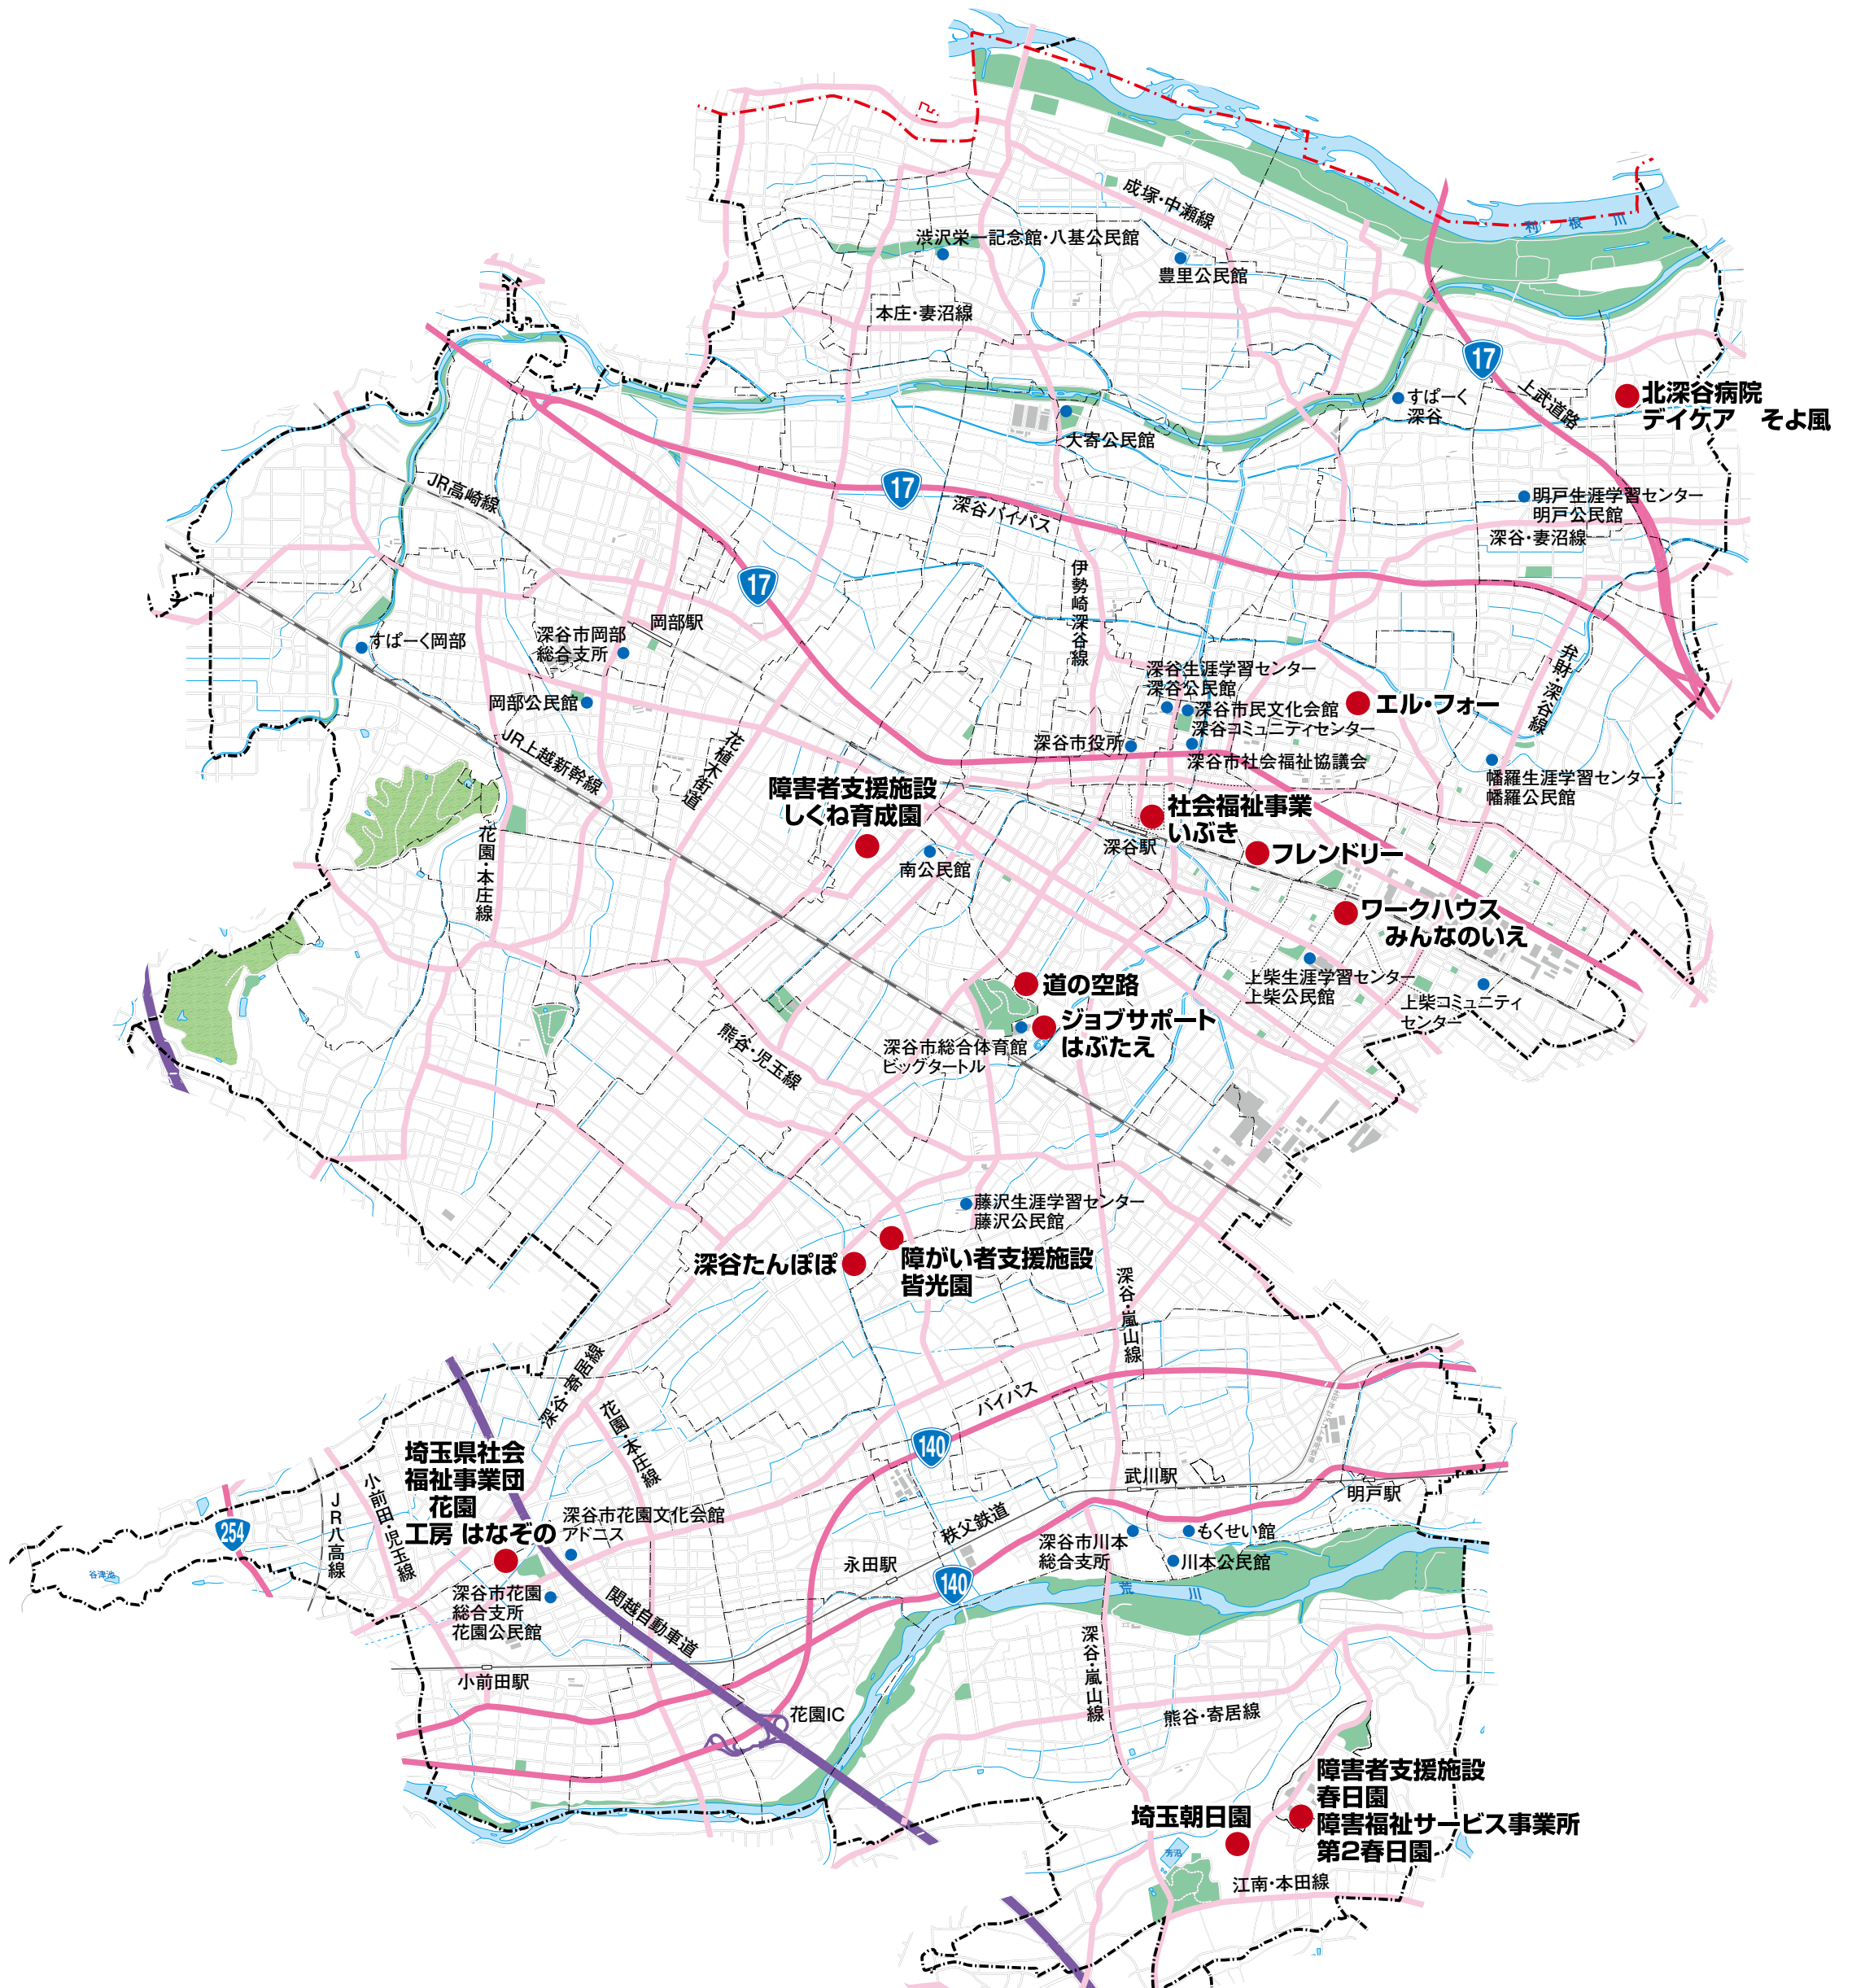 成塚・中瀬線
渋沢栄一記念館・八基公民館
豊里公民館
利根川
本庄・妻沼線
17
上武道路
北深谷病院
デイケア　そよ風
すぱーく
深谷
大寄公民館
JR高崎線
17
深谷バイパス
明戸生涯学習センター
明戸公民館
深谷・妻沼線
17
伊勢崎・深谷線
岡部駅
すぱーく岡部
深谷市岡部
総合支所
岡部公民館
弁財・深谷線
深谷生涯学習センター
深谷公民館
深谷市民文化会館
深谷コミュニティセンター
エル・フォー
深谷市役所
深谷市社会福祉協議会
JR上越新幹線
花植木街道
幡羅生涯学習センター
幡羅公民館
障害者支援施設
しくね育成園
社会福祉事業
いぶき
深谷駅
フレンドリー
南公民館
花園・本庄線
ワークハウス
みんなのいえ
上柴生涯学習センター
上柴公民館
上柴コミュニティ
センター
道の空路
ジョブサポート
はぶたえ
深谷市総合体育館
ビッグタートル
熊谷・児玉線
藤沢生涯学習センター
藤沢公民館
深谷たんぽぽ
障がい者支援施設
皆光園
深谷・嵐山線
深谷・寄居線
花園・本庄線
バイパス
140
埼玉県社会
福祉事業団
花園
工房 はなぞの
小前田・児玉線
JR八高線
254
谷津池
深谷市花園文化会館
アドニス
武川駅
明戸駅
秩父鉄道
深谷市川本
総合支所
もくせい館
川本公民館
永田駅
140
荒川
深谷市花園
総合支所
花園公民館
関越自動車道
小前田駅
花園IC
深谷・嵐山線
熊谷・寄居線
障害者支援施設
春日園
障害福祉サービス事業所
第2春日園
埼玉朝日園
江南・本田線